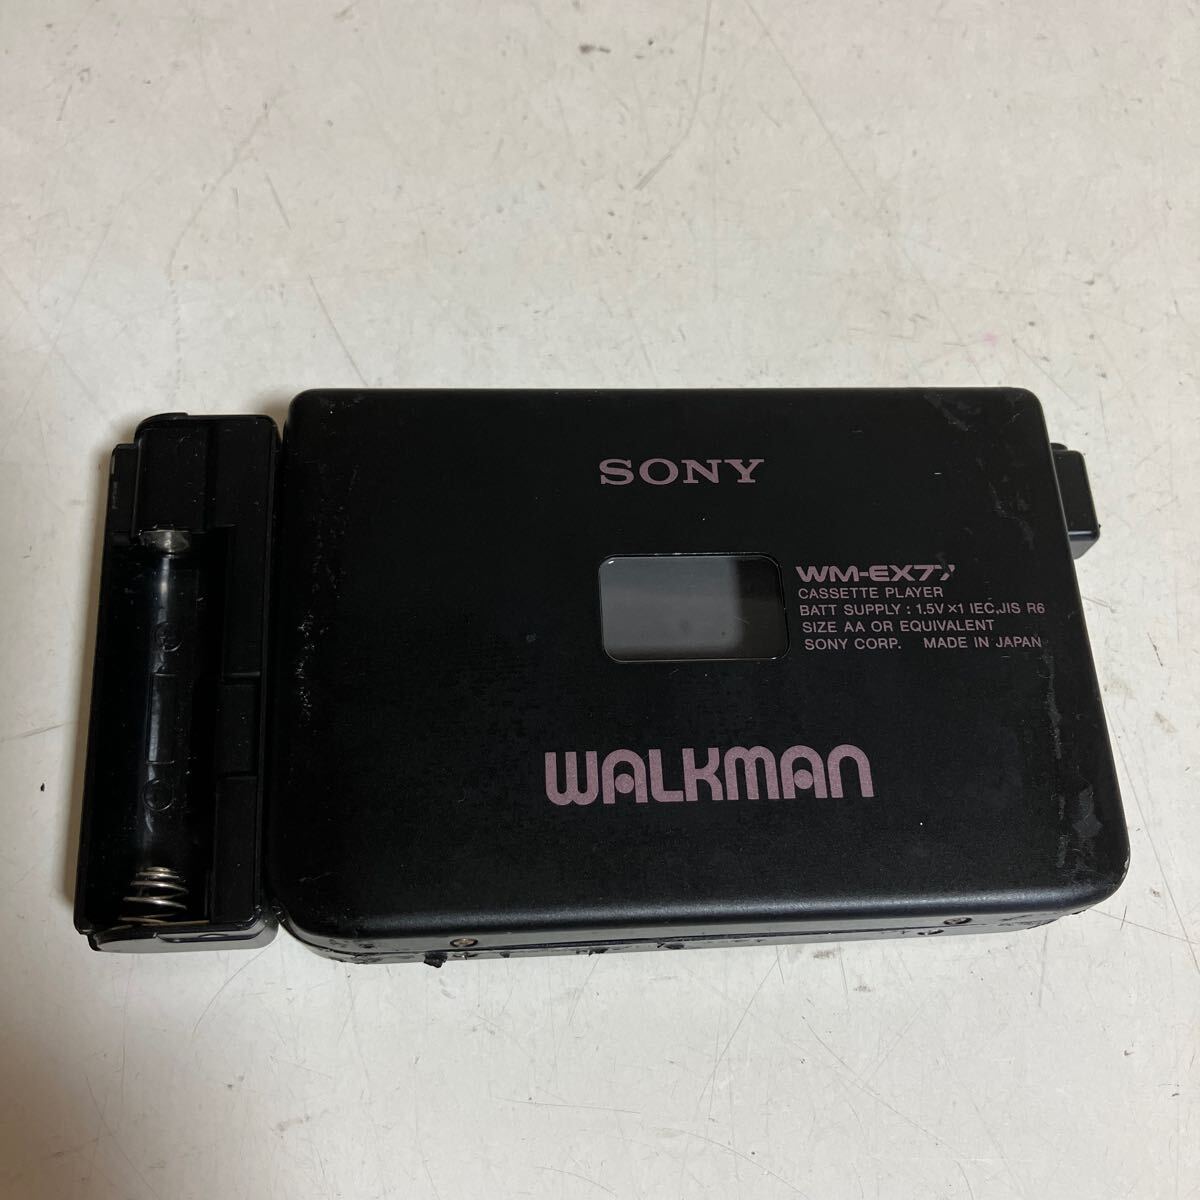 SONY
WM-EX77
CASSETTE PLAYER
BATT SUPPLY : 1.5V×1 IEC,JIS R6
SIZE AA OR EQUIVALENT
SONY CORP. MADE IN JAPAN
WALKMAN